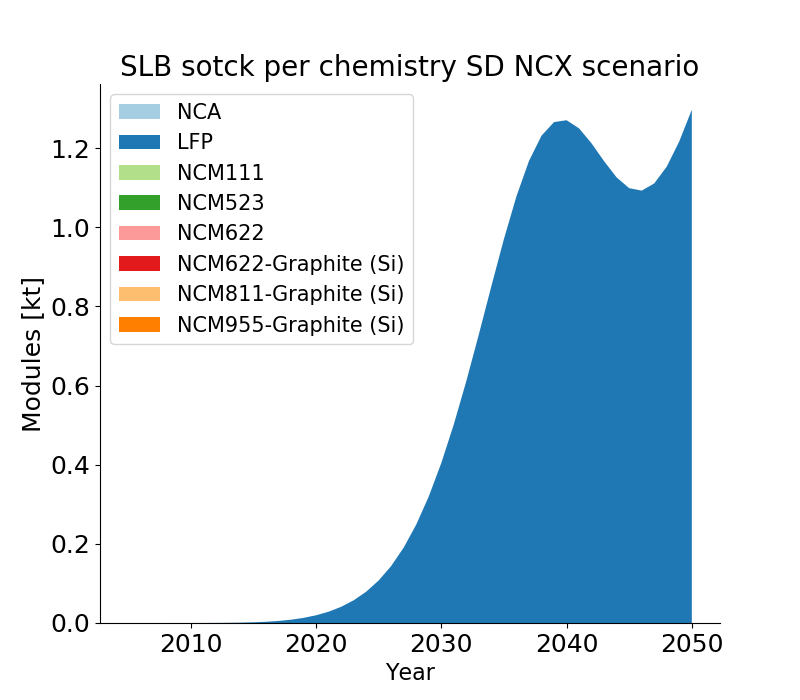 SLB sotck per chemistry SD NCX scenario
NCA
LFP
NCM111
NCM523
NCM622
NCM622-Graphite (Si)
NCM811-Graphite (Si)
NCM955-Graphite (Si)
Modules [kt]
1.2
1.0
0.8
0.6
0.4
0.2
0.0
2010 2020 2030 2040 2050
Year